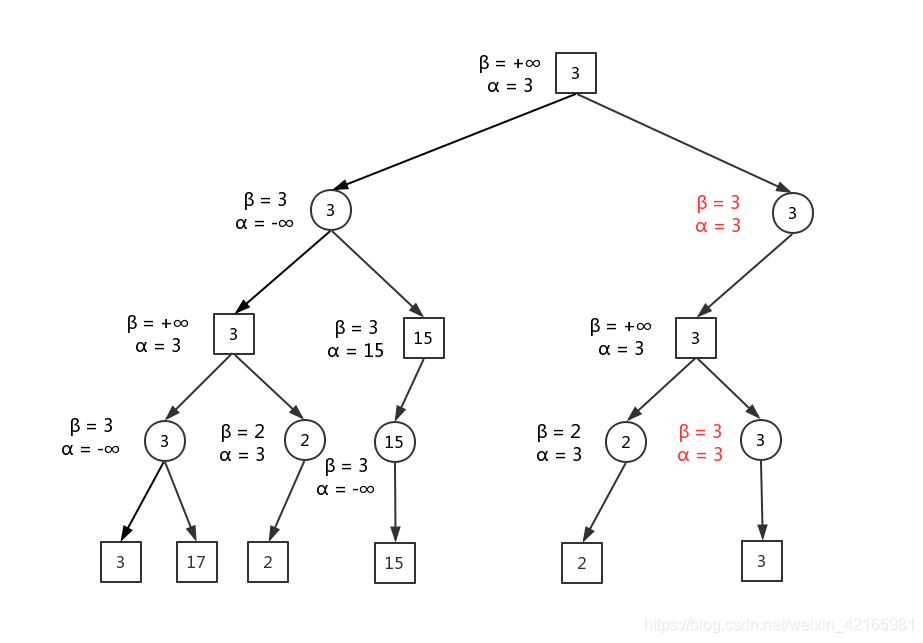 β = +∞
α = 3
3
β = 3
α = -∞
3
β = 3
α = 3
3
β = +∞
α = 3
3
β = 3
α = 15
15
β = +∞
α = 3
3
β = 3
α = -∞
3
β = 2
α = 3
2
β = 3
α = -∞
15
β = 2
α = 3
2
β = 3
α = 3
3
3
17
2
15
2
3
https://blog.csdn.net/weixin_42165981